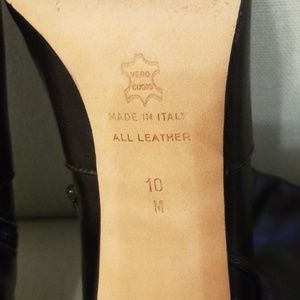 VERO
CUOIO
MADE IN ITALY
ALL LEATHER
10
M